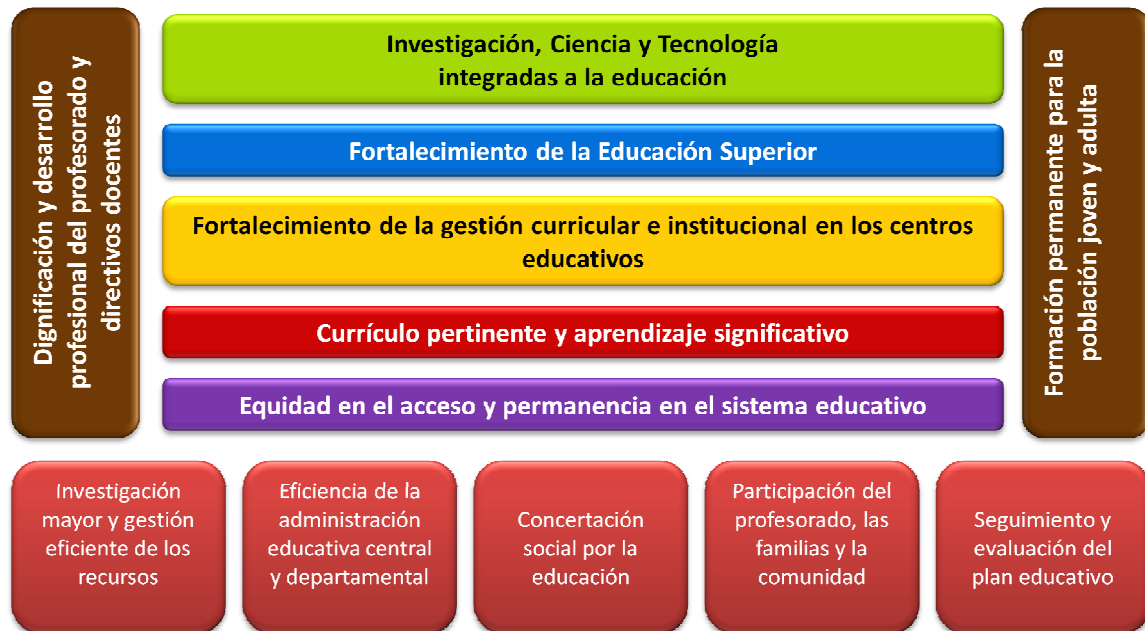 Dignificación y desarrollo
profesional del profesorado y
directivos docentes
Investigación, Ciencia y Tecnología
integradas a la educación
Fortalecimiento de la Educación Superior
Fortalecimiento de la gestión curricular e institucional en los centros
educativos
Currículo pertinente y aprendizaje significativo
Equidad en el acceso y permanencia en el sistema educativo
Formación permanente para la
población joven y adulta
Investigación
mayor y gestión
eficiente de los
recursos
Eficiencia de la
administración
educativa central
y departamental
Concertación
social por la
educación
Participación del
profesorado, las
familias y la
comunidad
Seguimiento y
evaluación del
plan educativo